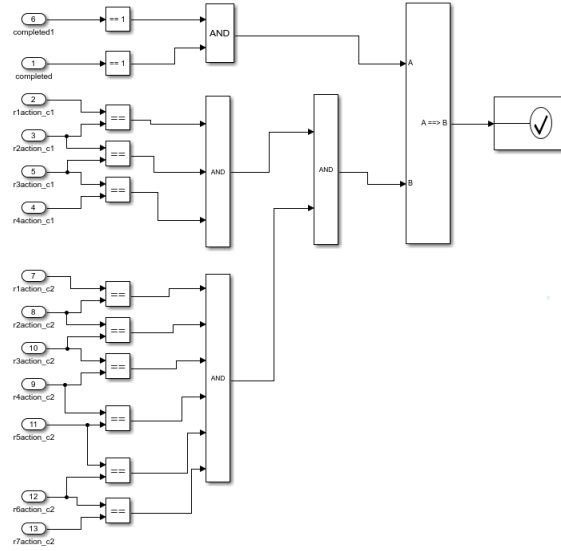 6
== 1
completed1
AND
1
== 1
completed
A
2
r1action_c1
==
3
r2action_c1
==
A ==> B
5
r3action_c1
AND
AND
==
B
4
r4action_c1
7
r1action_c2
==
8
r2action_c2
==
10
r3action_c2
==
9
r4action_c2
AND
==
11
r5action_c2
==
12
r6action_c2
==
13
r7action_c2